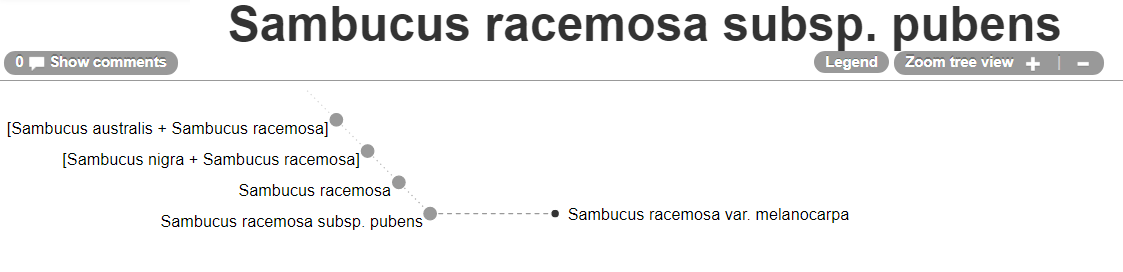 Sambucus racemosa subsp. pubens
0 Show comments
Legend
Zoom tree view + | −
[Sambucus australis + Sambucus racemosa]
[Sambucus nigra + Sambucus racemosa]
Sambucus racemosa
Sambucus racemosa subsp. pubens
Sambucus racemosa var. melanocarpa